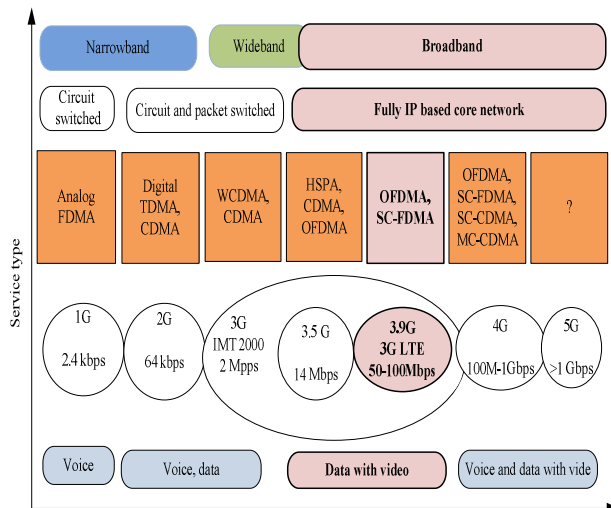 Narrowband
Wideband
Broadband
Circuit
switched
Circuit and packet switched
Fully IP based core network
Analog
FDMA
Digital
TDMA,
CDMA
WCDMA,
CDMA
HSPA,
CDMA,
OFDMA
OFDMA,
SC-FDMA
OFDMA,
SC-FDMA,
SC-CDMA,
MC-CDMA
?
Service type
1G
2.4 kbps
2G
64 kbps
3G
IMT 2000
2 Mpps
3.5 G
14 Mbps
3.9G
3G LTE
50-100Mbps
4G
100M-1Gbps
5G
>1 Gbps
Voice
Voice, data
Data with video
Voice and data with vide